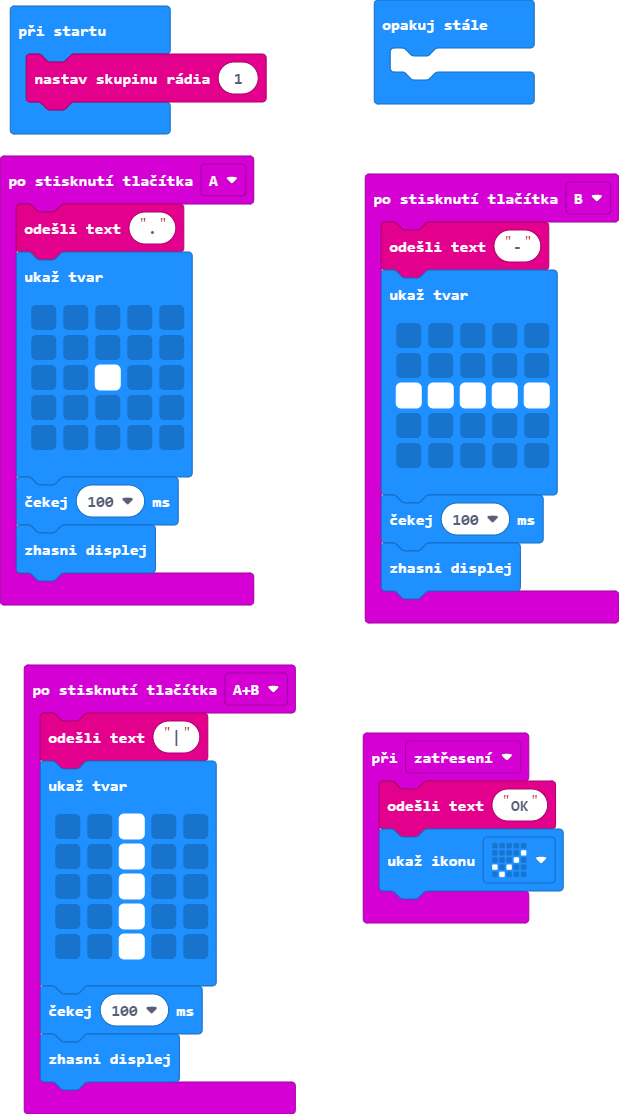 při startu
nastav skupinu rádia 1
opakuj stále
po stisknutí tlačítka A
odešli text "."
ukaž tvar
čekej 100 ms
zhasni displej
po stisknutí tlačítka B
odešli text "-"
ukaž tvar
čekej 100 ms
zhasni displej
po stisknutí tlačítka A+B
odešli text "|"
ukaž tvar
čekej 100 ms
zhasni displej
při zatřesení
odešli text "OK"
ukaž ikonu